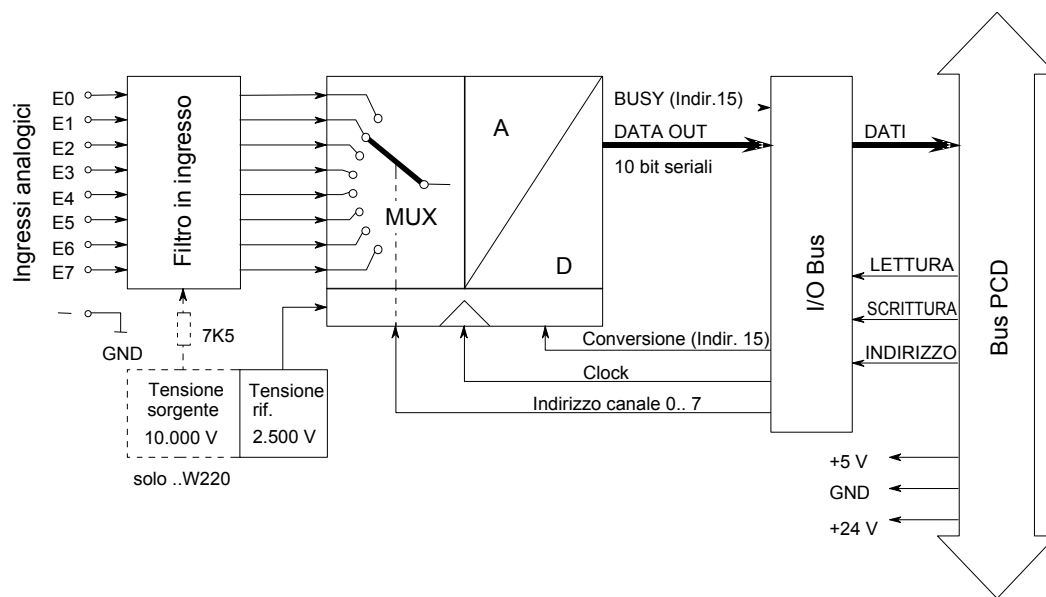 Ingressi analogici
E0
E1
E2
E3
E4
E5
E6
E7
GND
Filtro in ingresso
7K5
Tensione
sorgente
10.000 V
Tensione
rif.
2.500 V
solo ..W220
MUX
A
D
BUSY (Indir.15)
DATA OUT
10 bit seriali
Conversione (Indir. 15)
Clock
Indirizzo canale 0.. 7
I/O Bus
DATI
LETTURA
SCRITTURA
INDIRIZZO
+5 V
GND
+24 V
Bus PCD